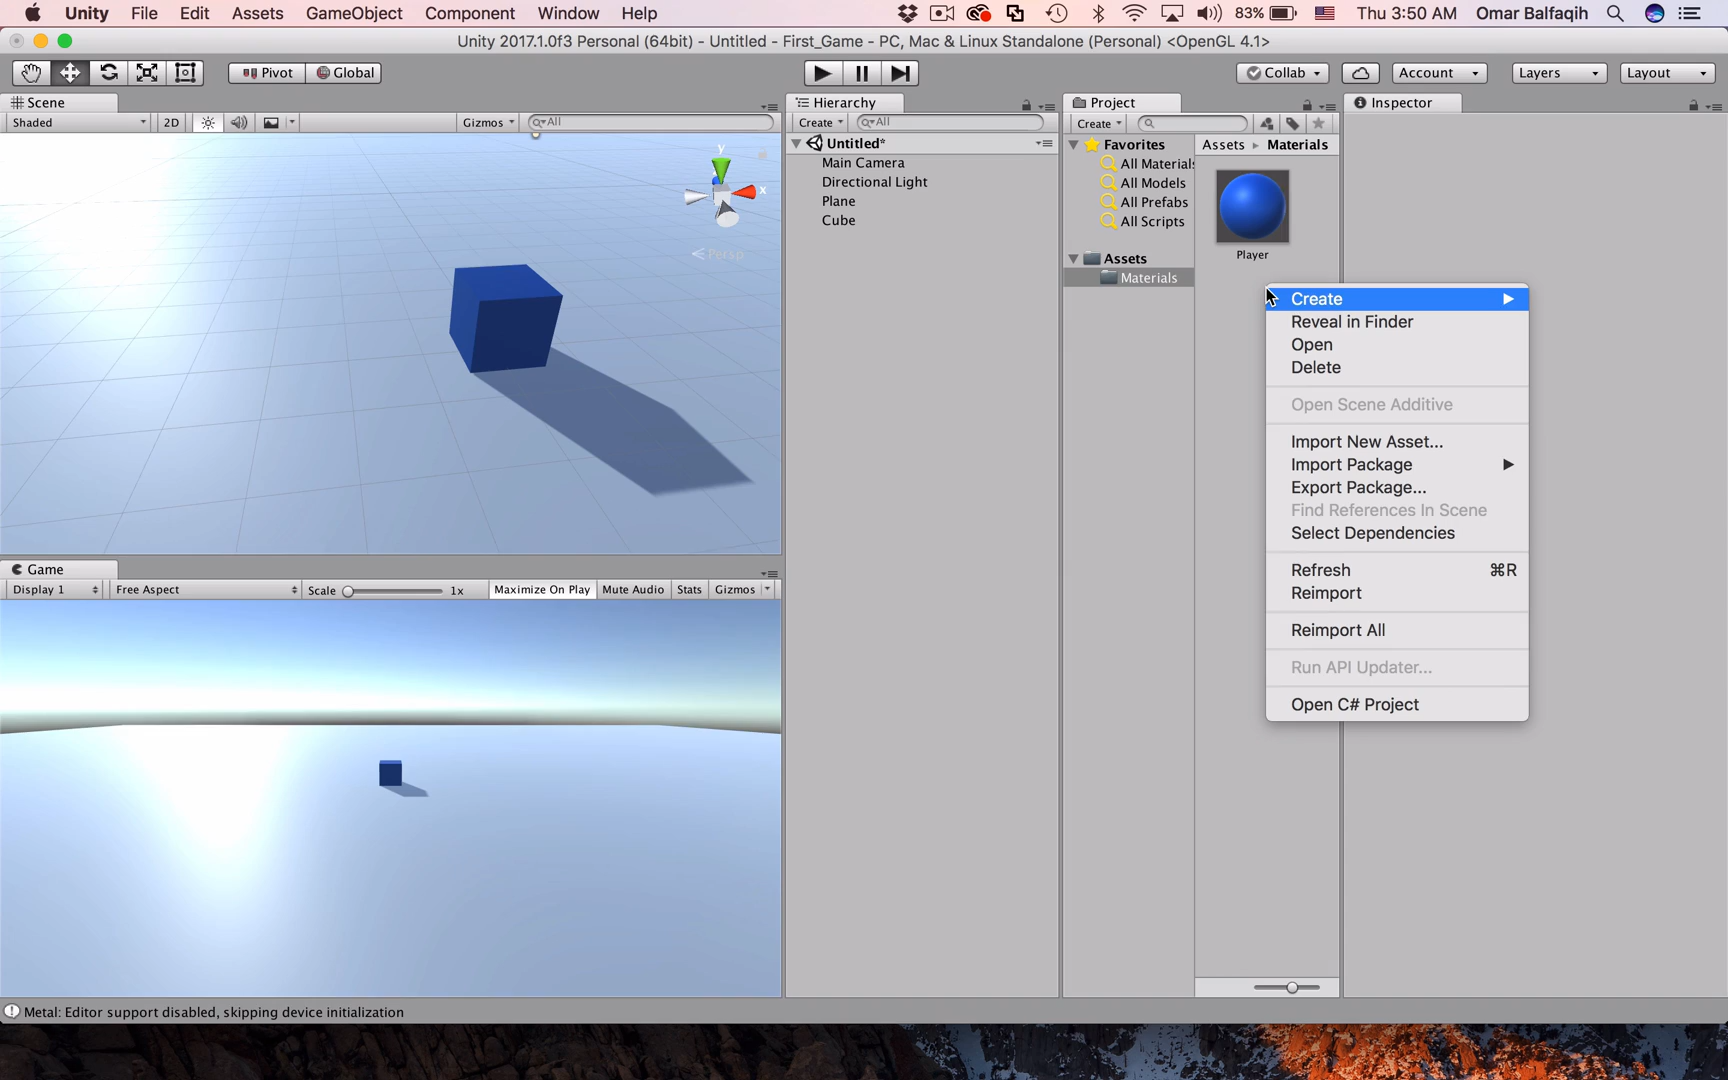 Unity File Edit Assets GameObject Component Window Help 83% Thu 3:50 AM Omar Balfaqih
Unity 2017.1.0f3 Personal (64bit) - Untitled - First_Game - PC, Mac & Linux Standalone (Personal) <OpenGL 4.1>
Pivot Global Collab Account Layers Layout
Scene
Shaded 2D Gizmos All
y
x
Persp
Hierarchy
Create All
Untitled*
Main Camera
Directional Light
Plane
Cube
Project
Create
Favorites
All Materials
All Models
All Prefabs
All Scripts
Assets
Materials
Assets Materials
Player
Inspector
Create
Reveal in Finder
Open
Delete
Open Scene Additive
Import New Asset...
Import Package
Export Package...
Find References In Scene
Select Dependencies
Refresh ⌘R
Reimport
Reimport All
Run API Updater...
Open C# Project
Game
Display 1 Free Aspect Scale 1x Maximize On Play Mute Audio Stats Gizmos
Metal: Editor support disabled, skipping device initialization